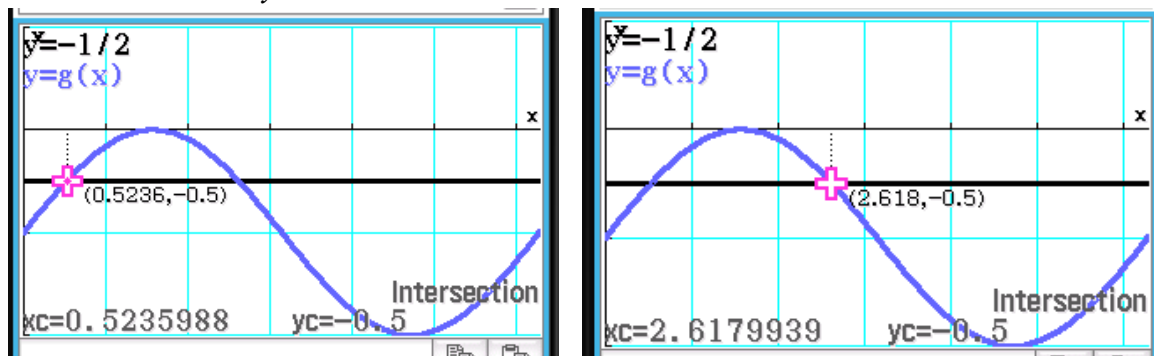 y=-1/2
y=g(x)
x
(0.5236,-0.5)
Intersection
xc=0.5235988 yc=-0.5
y=-1/2
y=g(x)
x
(2.618,-0.5)
Intersection
xc=2.6179939 yc=-0.5